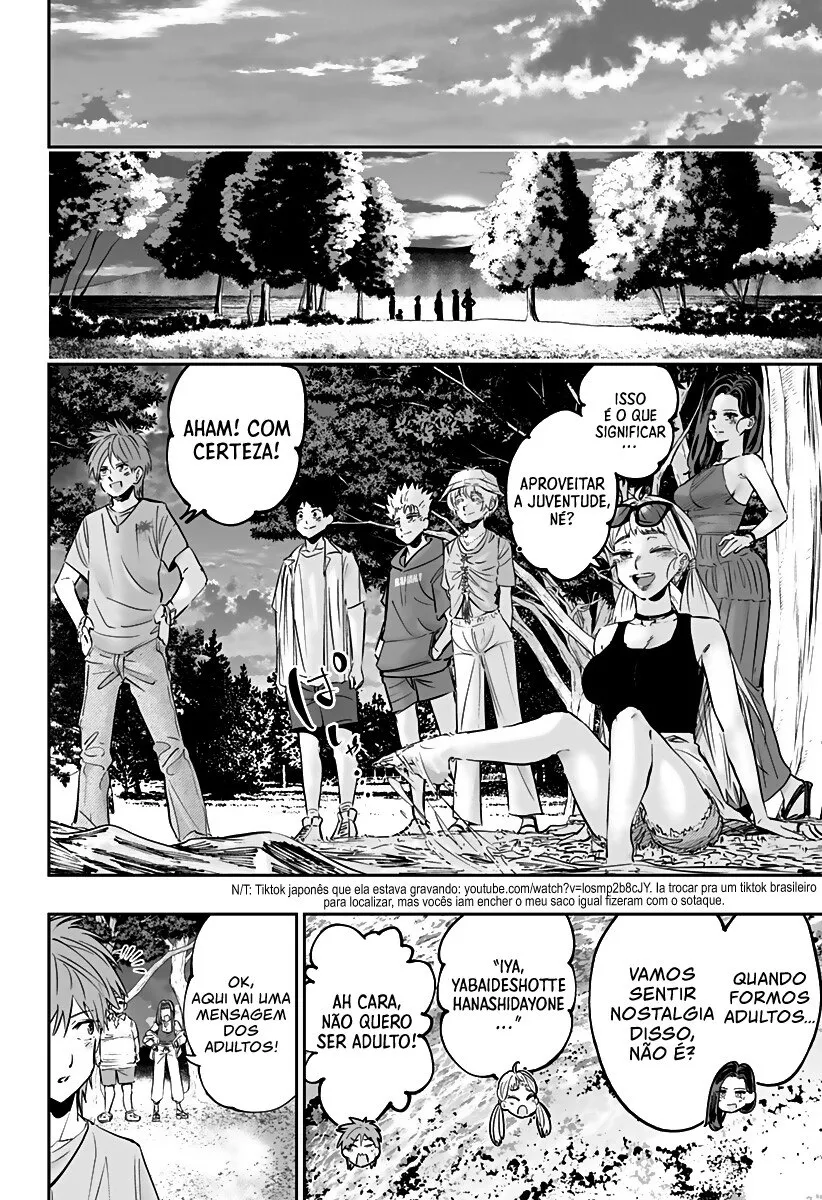 ISSO
É O QUE
SIGNIFICAR
...
APROVEITAR
A JUVENTUDE,
NÉ?
AHAM! COM
CERTEZA!
ぱっ
N/T: Tiktok japonês que ela estava gravando: youtube.com/watch?v=losmp2b8cJY. Ia trocar pra um tiktok brasileiro
para localizar, mas vocês iam encher o meu saco igual fizeram com o sotaque.
QUANDO
FORMOS
ADULTOS...
VAMOS
SENTIR
NOSTALGIA
DISSO,
NÃO É?
“IYA,
YABAIDESHOTTE
HANASHIDAYONE
...”
AH CARA,
NÃO QUERO
SER ADULTO!
OK,
AQUI VAI UMA
MENSAGEM
DOS
ADULTOS!